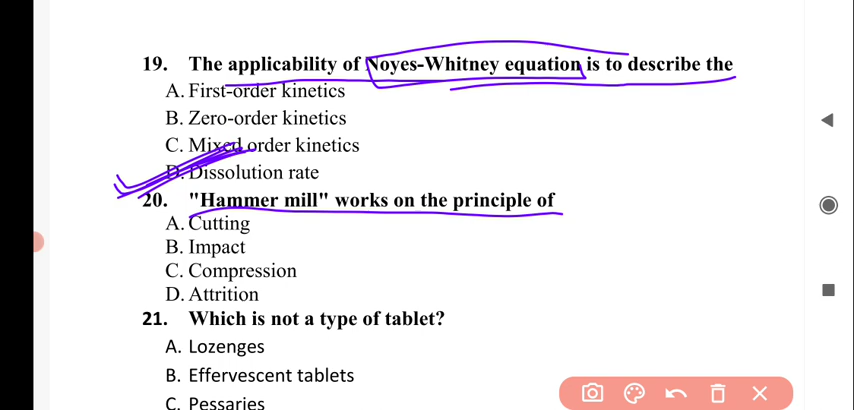 19. The applicability of Noyes-Whitney equation is to describe the
A. First-order kinetics
B. Zero-order kinetics
C. Mixed order kinetics
D. Dissolution rate
20. "Hammer mill" works on the principle of
A. Cutting
B. Impact
C. Compression
D. Attrition
21. Which is not a type of tablet?
A. Lozenges
B. Effervescent tablets
C. Pessaries